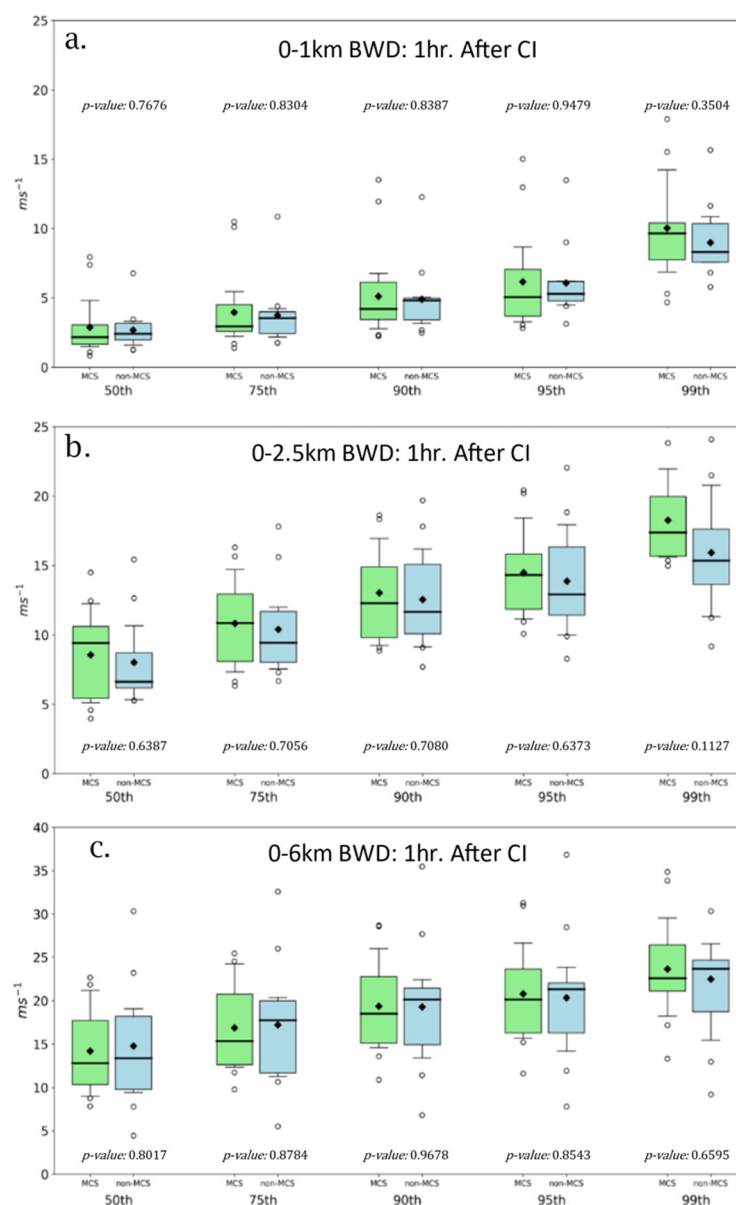 a.
0-1km BWD: 1hr. After CI
p-value: 0.7676 p-value: 0.8304 p-value: 0.8387 p-value: 0.9479 p-value: 0.3504
25
20
15
10
5
0
ms⁻¹
MCS non-MCS MCS non-MCS MCS non-MCS MCS non-MCS MCS non-MCS
50th 75th 90th 95th 99th
b.
0-2.5km BWD: 1hr. After CI
25
20
15
10
5
0
ms⁻¹
p-value: 0.6387 p-value: 0.7056 p-value: 0.7080 p-value: 0.6373 p-value: 0.1127
MCS non-MCS MCS non-MCS MCS non-MCS MCS non-MCS MCS non-MCS
50th 75th 90th 95th 99th
c.
0-6km BWD: 1hr. After CI
40
35
30
25
20
15
10
5
0
ms⁻¹
p-value: 0.8017 p-value: 0.8784 p-value: 0.9678 p-value: 0.8543 p-value: 0.6595
MCS non-MCS MCS non-MCS MCS non-MCS MCS non-MCS MCS non-MCS
50th 75th 90th 95th 99th